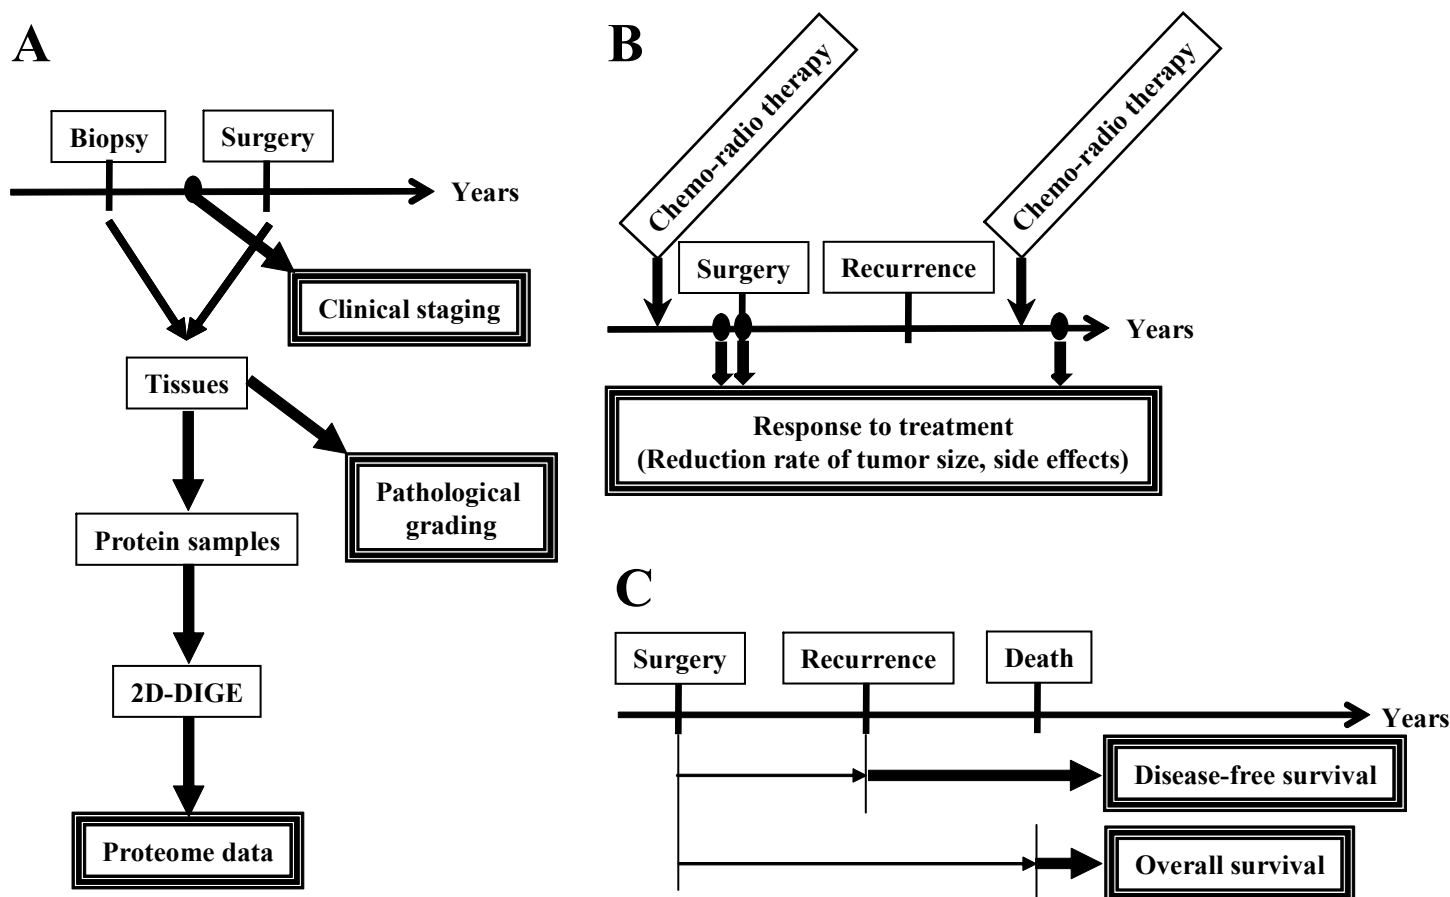 A
Biopsy
Surgery
Years
Clinical staging
Tissues
Pathological
grading
Protein samples
2D-DIGE
Proteome data
B
Chemo-radio therapy
Chemo-radio therapy
Surgery
Recurrence
Years
Response to treatment
(Reduction rate of tumor size, side effects)
C
Surgery
Recurrence
Death
Years
Disease-free survival
Overall survival